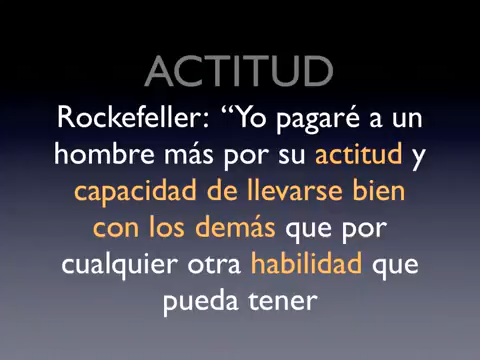 ACTITUD
Rockefeller: “Yo pagaré a un
hombre más por su actitud y
capacidad de llevarse bien
con los demás que por
cualquier otra habilidad que
pueda tener